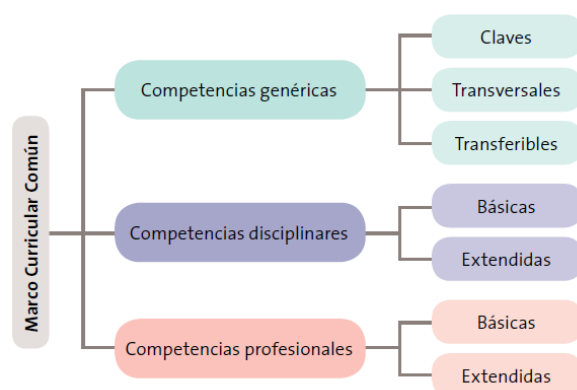 Marco Curricular Común
Competencias genéricas
Claves
Transversales
Transferibles
Competencias disciplinares
Básicas
Extendidas
Competencias profesionales
Básicas
Extendidas